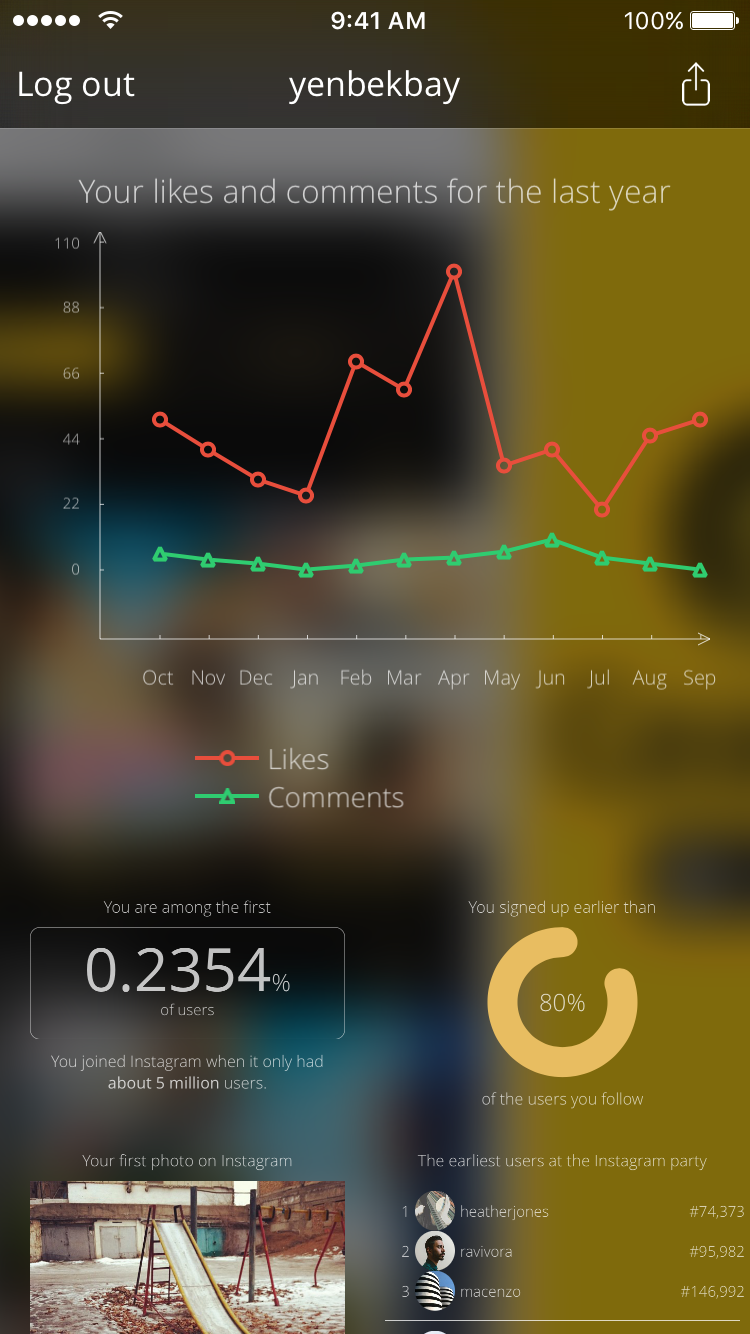 9:41 AM 100%
Log out yenbekbay
Your likes and comments for the last year
110
88
66
44
22
0
Oct Nov Dec Jan Feb Mar Apr May Jun Jul Aug Sep
Likes
Comments
You are among the first
0.2354%
of users
You joined Instagram when it only had
about 5 million users.
You signed up earlier than
80%
of the users you follow
Your first photo on Instagram
The earliest users at the Instagram party
1 heatherjones #74,373
2 ravivora #95,982
3 macenzo #146,992